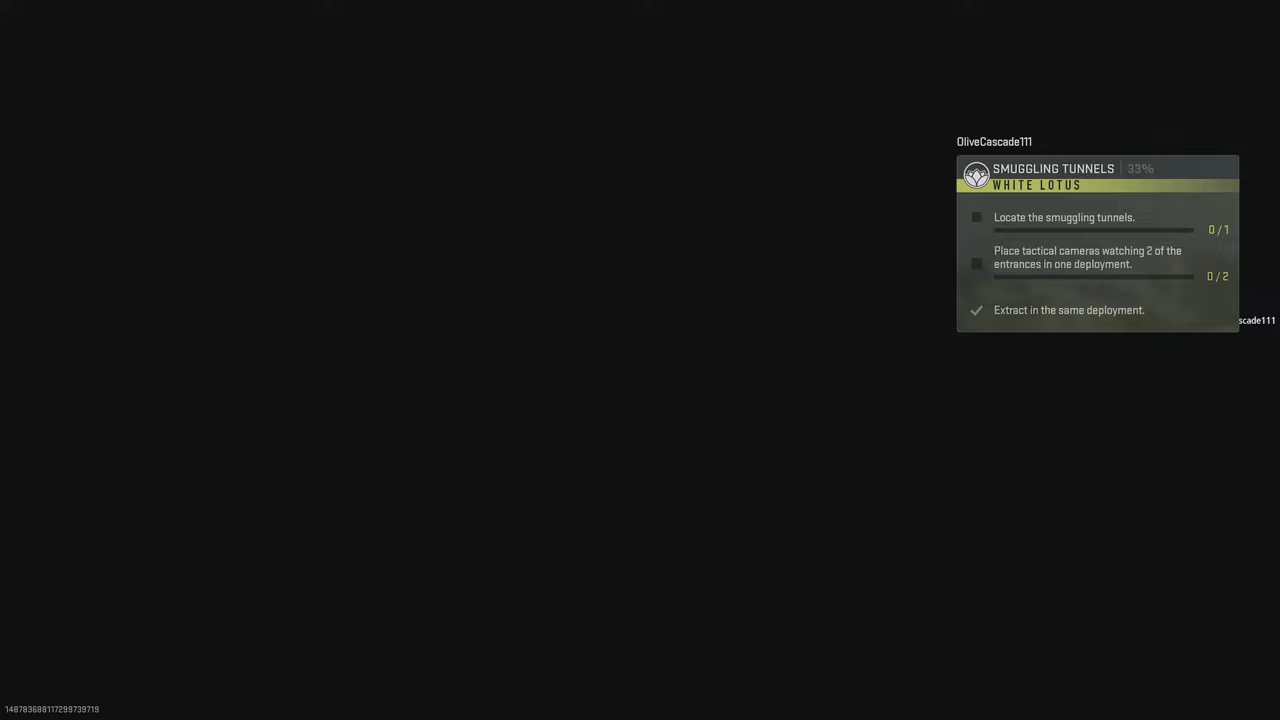 OliveCascade111
SMUGGLING TUNNELS | 33%
WHITE LOTUS
Locate the smuggling tunnels.
0/1
Place tactical cameras watching 2 of the
entrances in one deployment.
0/2
Extract in the same deployment.
scade111
148783688117299739719